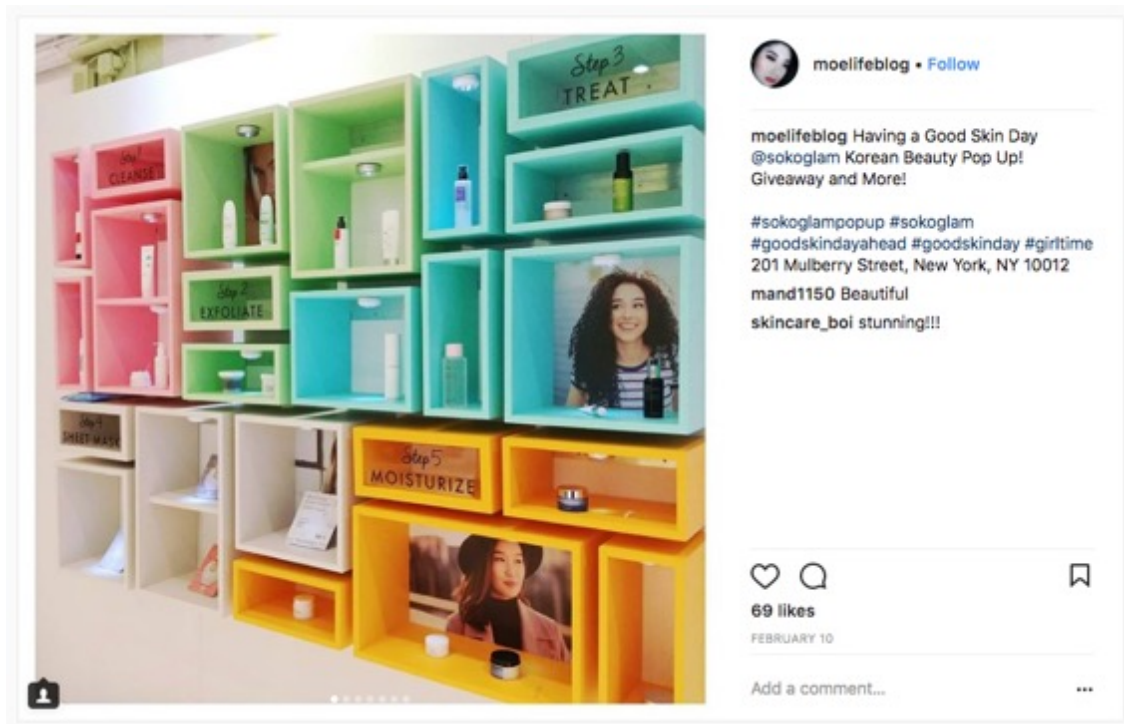 Step 3
TREAT
Step 1
CLEANSE
Step 2
EXFOLIATE
Step 4
SHEET MASK
Step 5
MOISTURIZE
moelifeblog • Follow
moelifeblog Having a Good Skin Day
@sokoglam Korean Beauty Pop Up!
Giveaway and More!
#sokoglampopup #sokoglam
#goodskindayahead #goodskinday #girltime
201 Mulberry Street, New York, NY 10012
mand1150 Beautiful
skincare_boi stunning!!!
69 likes
FEBRUARY 10
Add a comment...